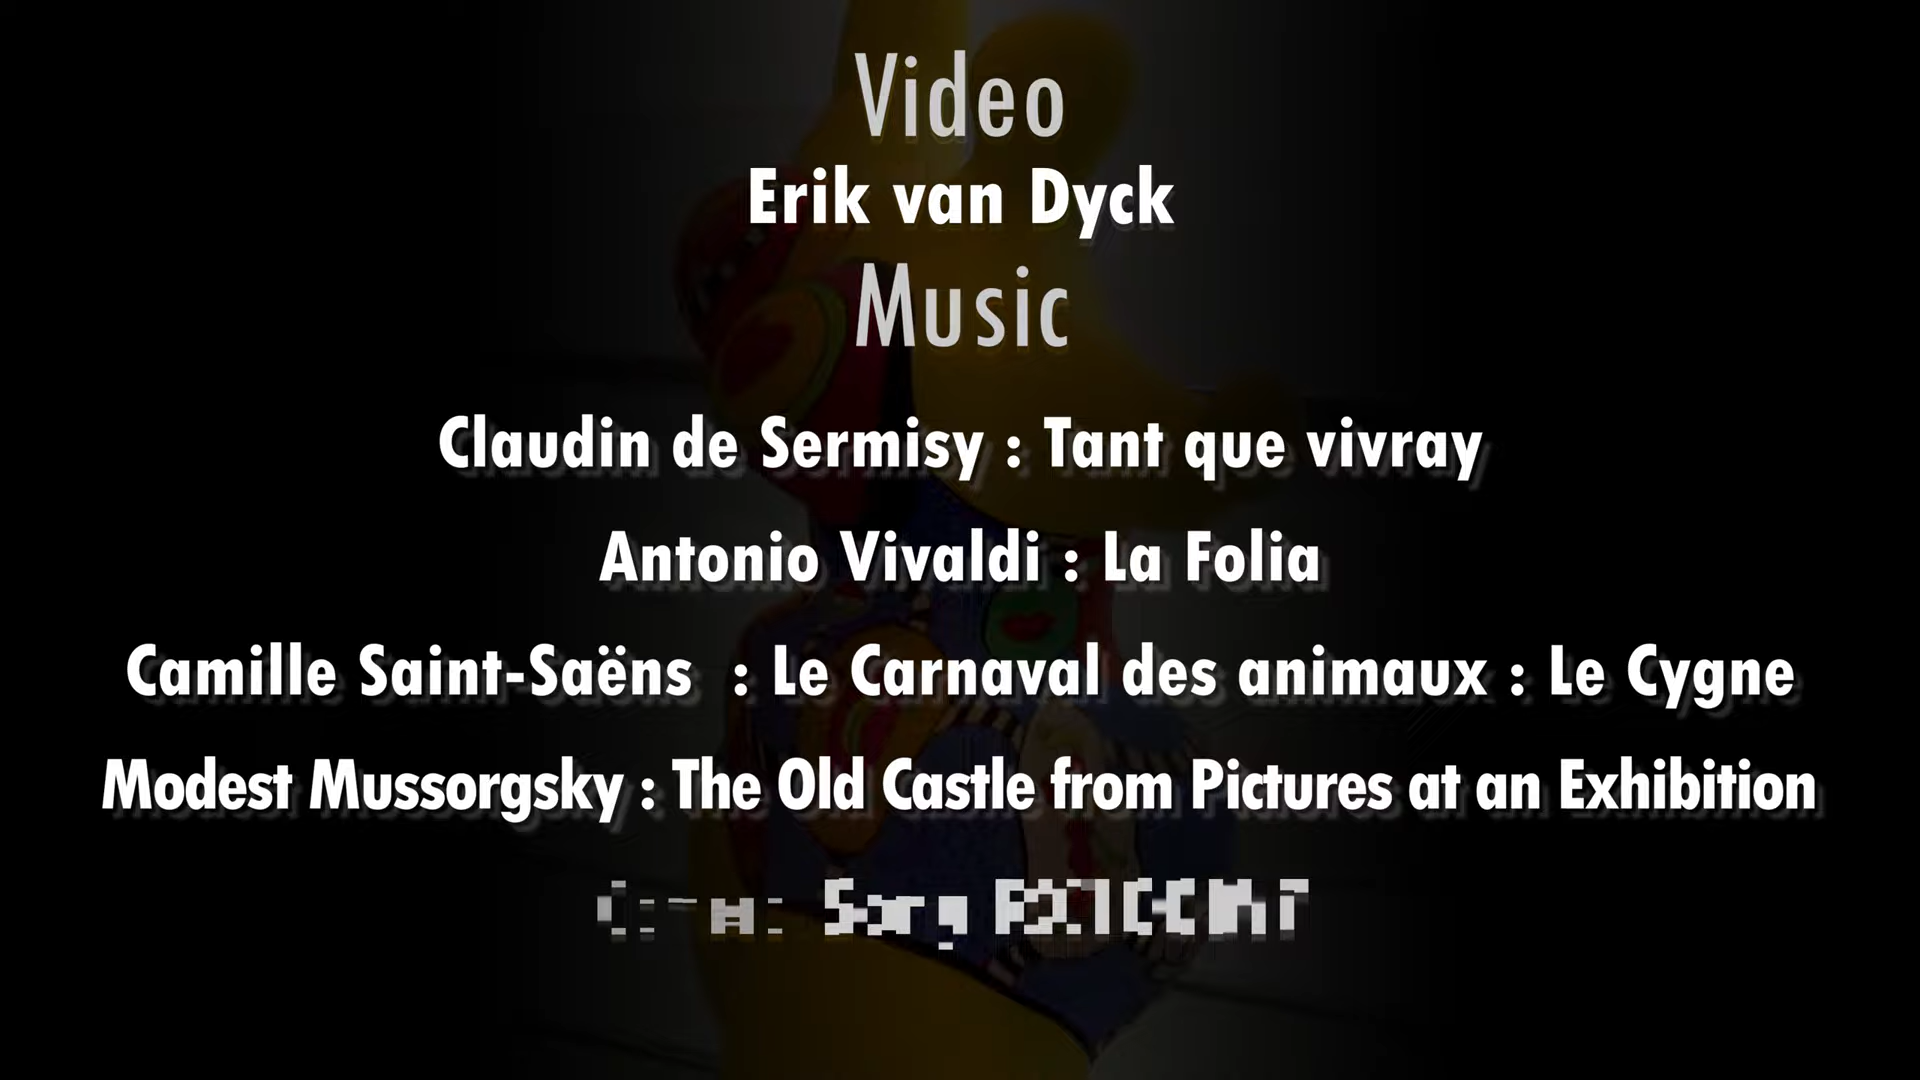 Video
Erik van Dyck
Music
Claudin de Sermisy : Tant que vivray
Antonio Vivaldi : La Folia
Camille Saint-Saëns : Le Carnaval des animaux : Le Cygne
Modest Mussorgsky : The Old Castle from Pictures at an Exhibition